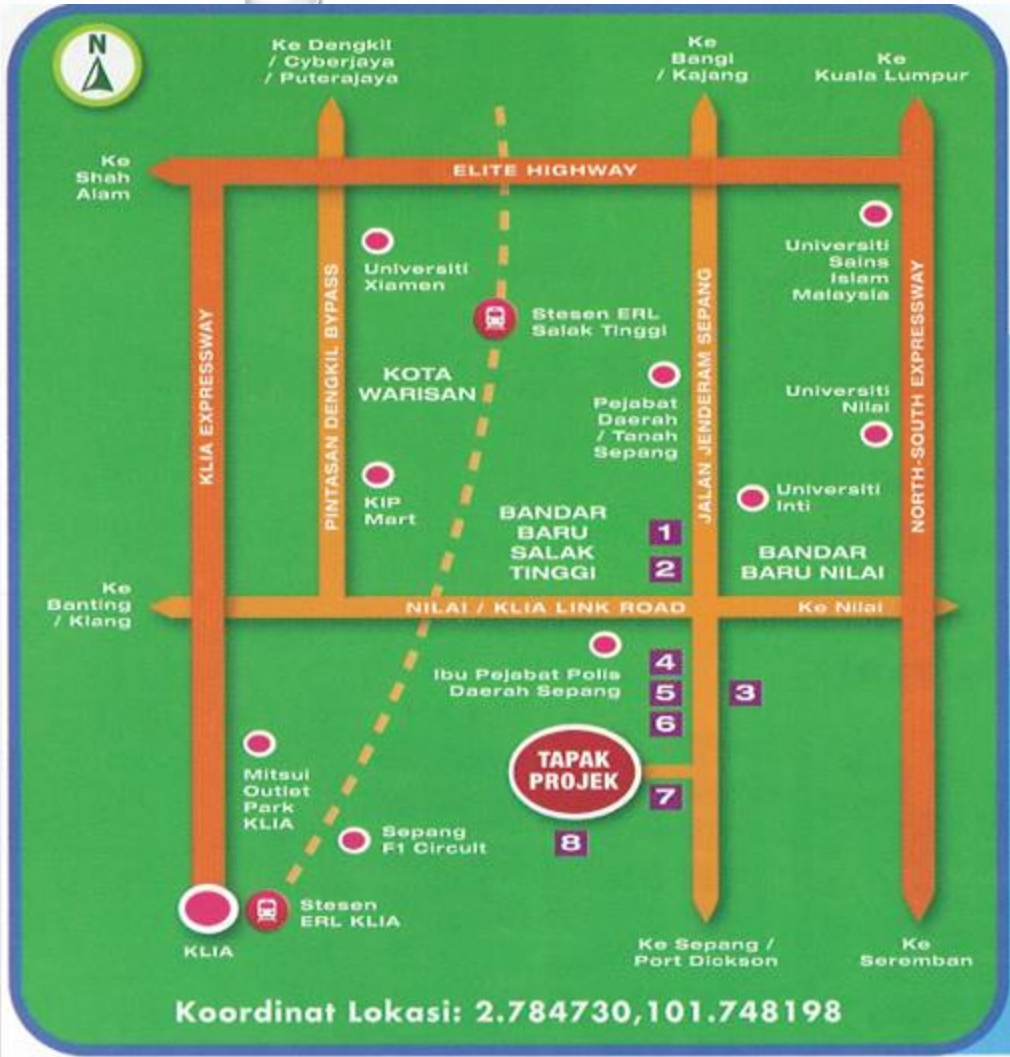 N
Ke Dengkil
/ Cyberjaya
/ Puterajaya
Ke
Bangi
/ Kajang
Ke
Kuala Lumpur
Ke
Shah
Alam
ELITE HIGHWAY
Universiti
Xiamen
Universiti
Sains
Islam
Malaysia
Stesen ERL
Salak Tinggi
KLIA EXPRESSWAY
PINTASAN DENGKIL BYPASS
JALAN JENDERAM SEPANG
NORTH-SOUTH EXPRESSWAY
KOTA
WARISAN
Pejabat
Daerah
/ Tanah
Sepang
Universiti
Nilai
KIP
Mart
Universiti
Inti
BANDAR
BARU
SALAK
TINGGI
1
2
BANDAR
BARU NILAI
Ke
Banting
/ Klang
NILAI / KLIA LINK ROAD
Ke Nilai
Ibu Pejabat Polis
Daerah Sepang
4
5
6
3
TAPAK
PROJEK
7
8
Mitsui
Outlet
Park
KLIA
Sepang
F1 Circuit
Stesen
ERL KLIA
KLIA
Ke Sepang /
Port Dickson
Ke
Seremban
Koordinat Lokasi: 2.784730,101.748198